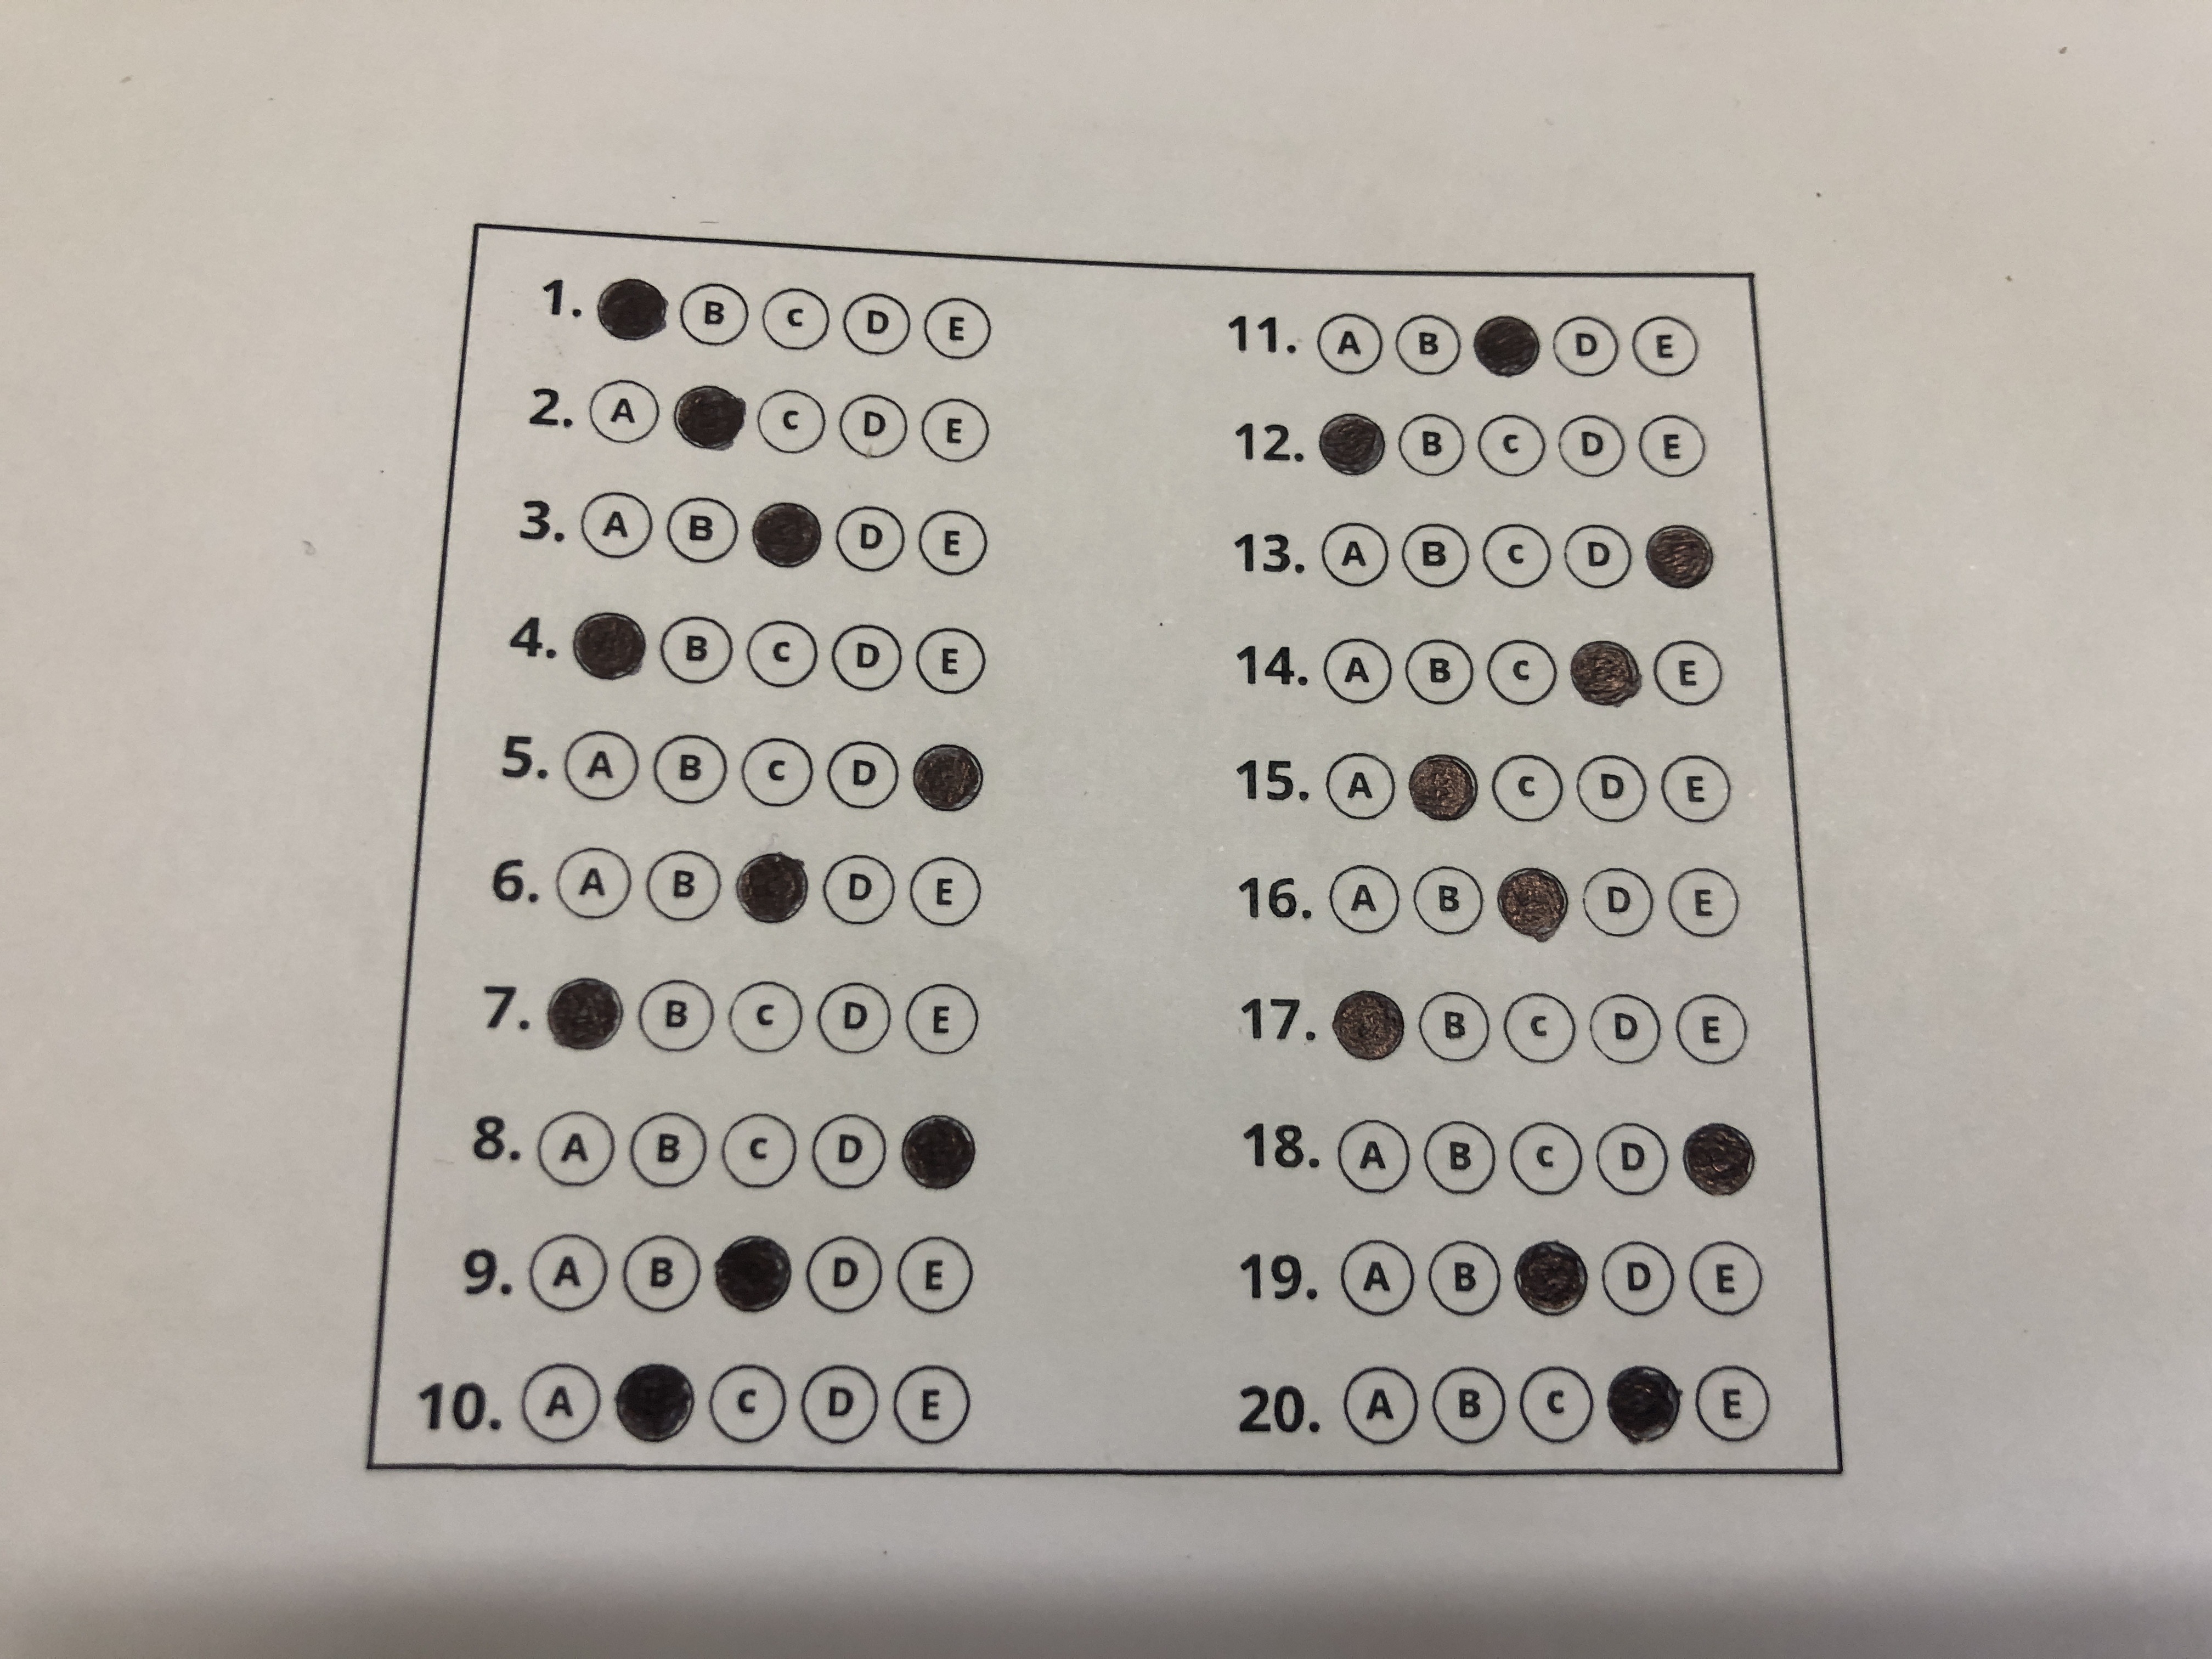 1. B C D E
2. A C D E
3. A B D E
4. B C D E
5. A B C D
6. A B D E
7. B C D E
8. A B C D
9. A B D E
10. A C D E
11. A B D E
12. B C D E
13. A B C D
14. A B C E
15. A C D E
16. A B D E
17. B C D E
18. A B C D
19. A B D E
20. A B C E